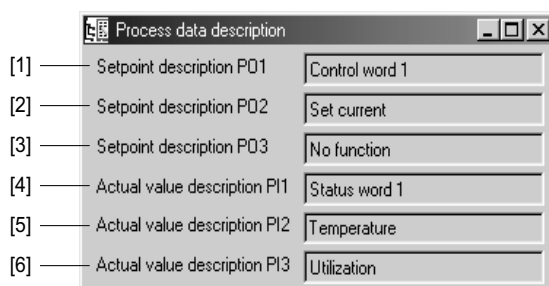 Process data description
[1] Setpoint description PO1 Control word 1
[2] Setpoint description PO2 Set current
[3] Setpoint description PO3 No function
[4] Actual value description PI1 Status word 1
[5] Actual value description PI2 Temperature
[6] Actual value description PI3 Utilization